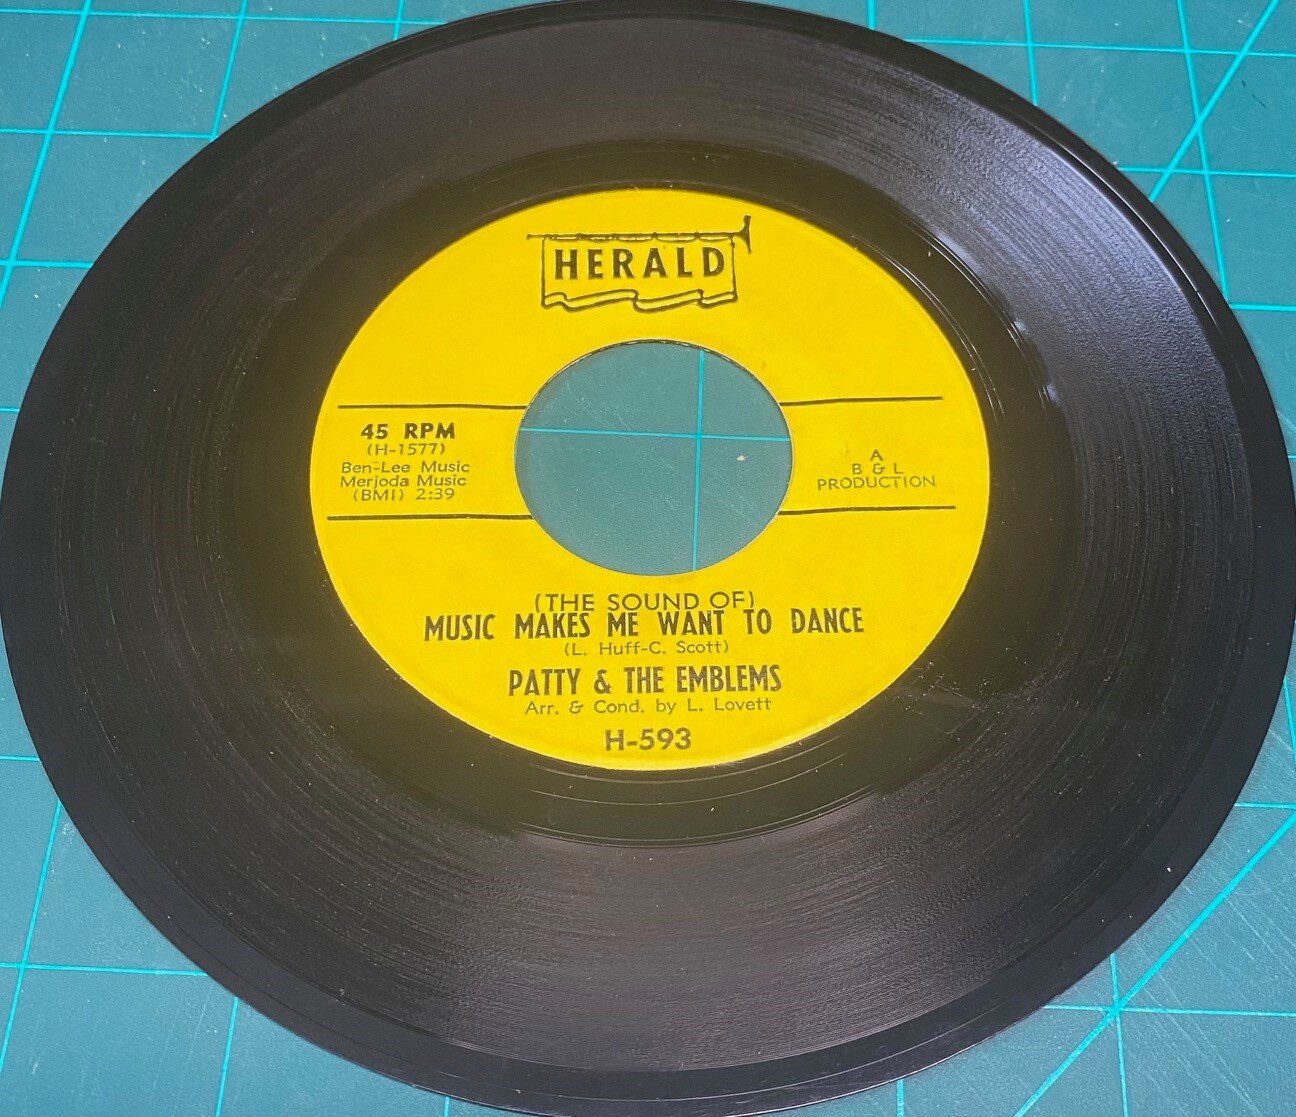 HERALD
45 RPM
(H-1577)
Ben-Lee Music
Merjoda Music
(BMI) 2:39
A
B & L
PRODUCTION
(THE SOUND OF)
MUSIC MAKES ME WANT TO DANCE
(L. Huff-C. Scott)
PATTY & THE EMBLEMS
Arr. & Cond. by L. Lovett
H-593